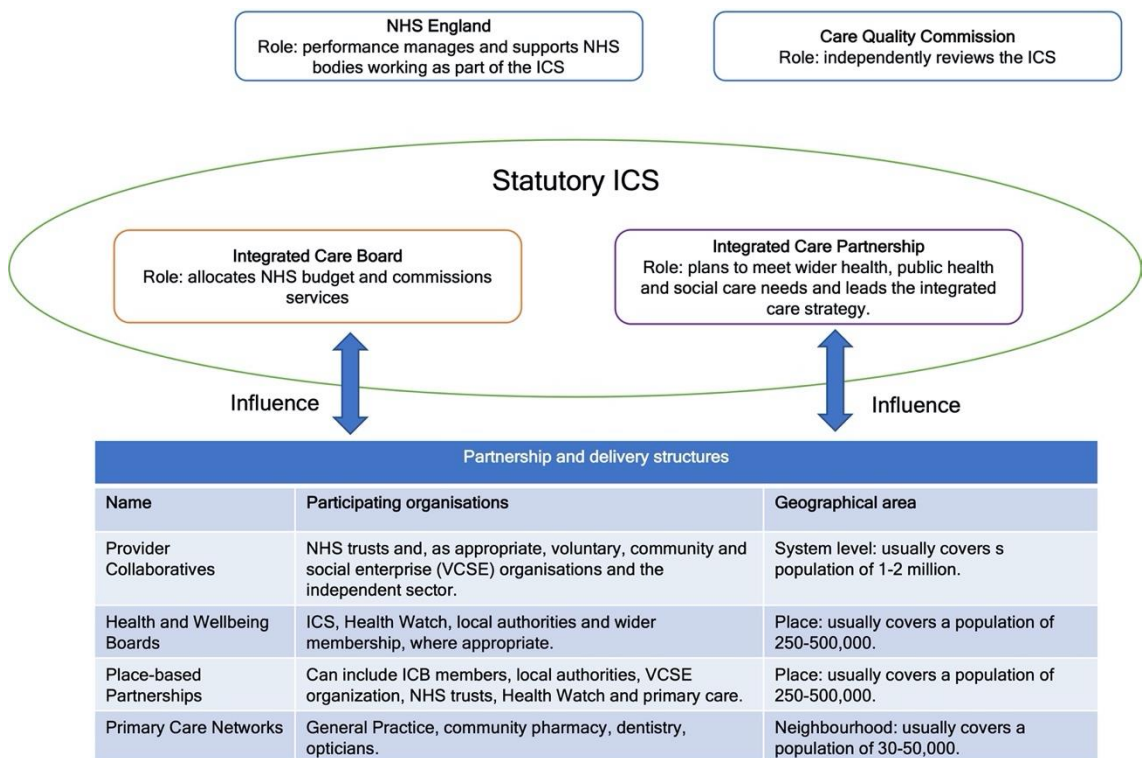 NHS England
Role: performance manages and supports NHS
bodies working as part of the ICS
Care Quality Commission
Role: independently reviews the ICS
Statutory ICS
Integrated Care Board
Role: allocates NHS budget and commissions
services
Integrated Care Partnership
Role: plans to meet wider health, public health
and social care needs and leads the integrated
care strategy.
Influence
Influence
Partnership and delivery structures
Name
Participating organisations
Geographical area
Provider
Collaboratives
NHS trusts and, as appropriate, voluntary, community and
social enterprise (VCSE) organisations and the
independent sector.
System level: usually covers s
population of 1-2 million.
Health and Wellbeing
Boards
ICS, Health Watch, local authorities and wider
membership, where appropriate.
Place: usually covers a population of
250-500,000.
Place-based
Partnerships
Can include ICB members, local authorities, VCSE
organization, NHS trusts, Health Watch and primary care.
Place: usually covers a population of
250-500,000.
Primary Care Networks
General Practice, community pharmacy, dentistry,
opticians.
Neighbourhood: usually covers a
population of 30-50,000.